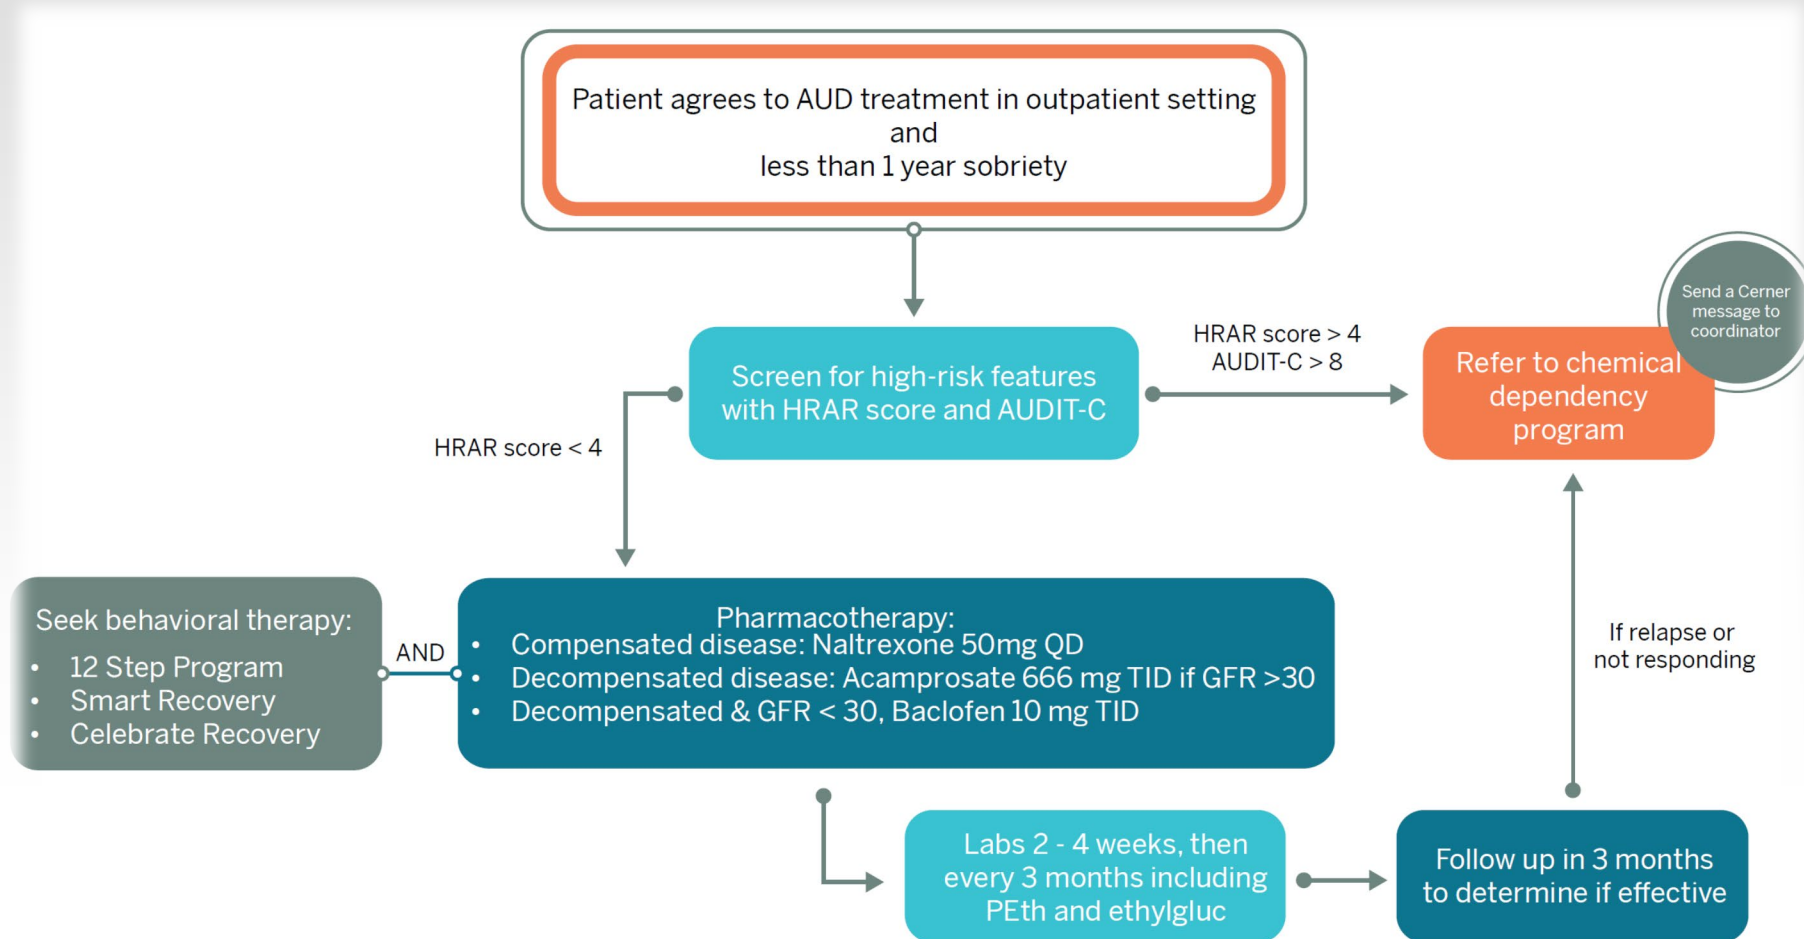 Patient agrees to AUD treatment in outpatient setting
and
less than 1 year sobriety
Send a Cerner
message to
coordinator
Screen for high-risk features
with HRAR score and AUDIT-C
HRAR score > 4
AUDIT-C > 8
Refer to chemical
dependency
program
HRAR score < 4
Seek behavioral therapy:
• 12 Step Program
• Smart Recovery
• Celebrate Recovery
AND
Pharmacotherapy:
• Compensated disease: Naltrexone 50mg QD
• Decompensated disease: Acamprosate 666 mg TID if GFR >30
• Decompensated & GFR < 30, Baclofen 10 mg TID
If relapse or
not responding
Labs 2 - 4 weeks, then
every 3 months including
PEth and ethylgluc
Follow up in 3 months
to determine if effective